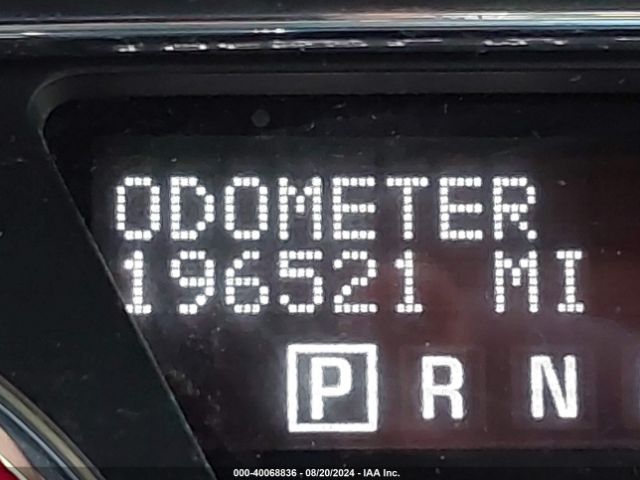 ODOMETER
196521 MI
P R N
000-40068836 - 08/20/2024 - IAA Inc.